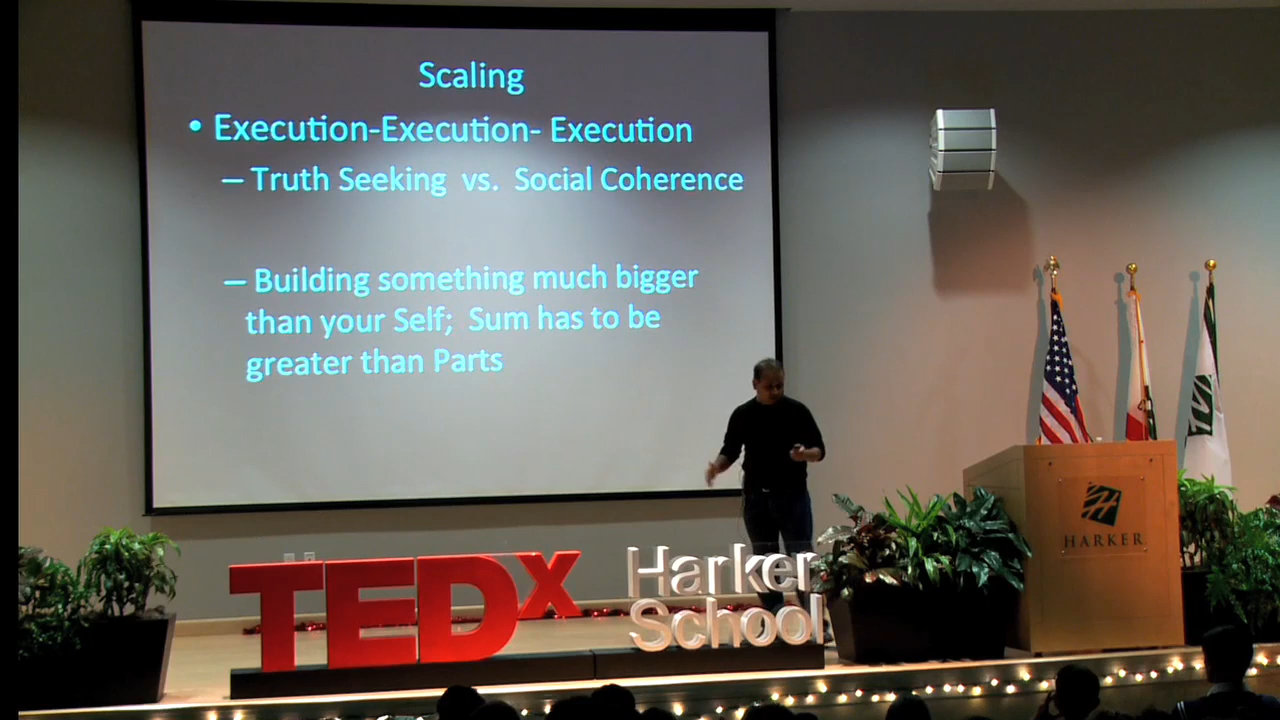 Scaling
• Execution-Execution- Execution
– Truth Seeking vs. Social Coherence
– Building something much bigger
than your Self; Sum has to be
greater than Parts
TEDx
Harker
School
HARKER